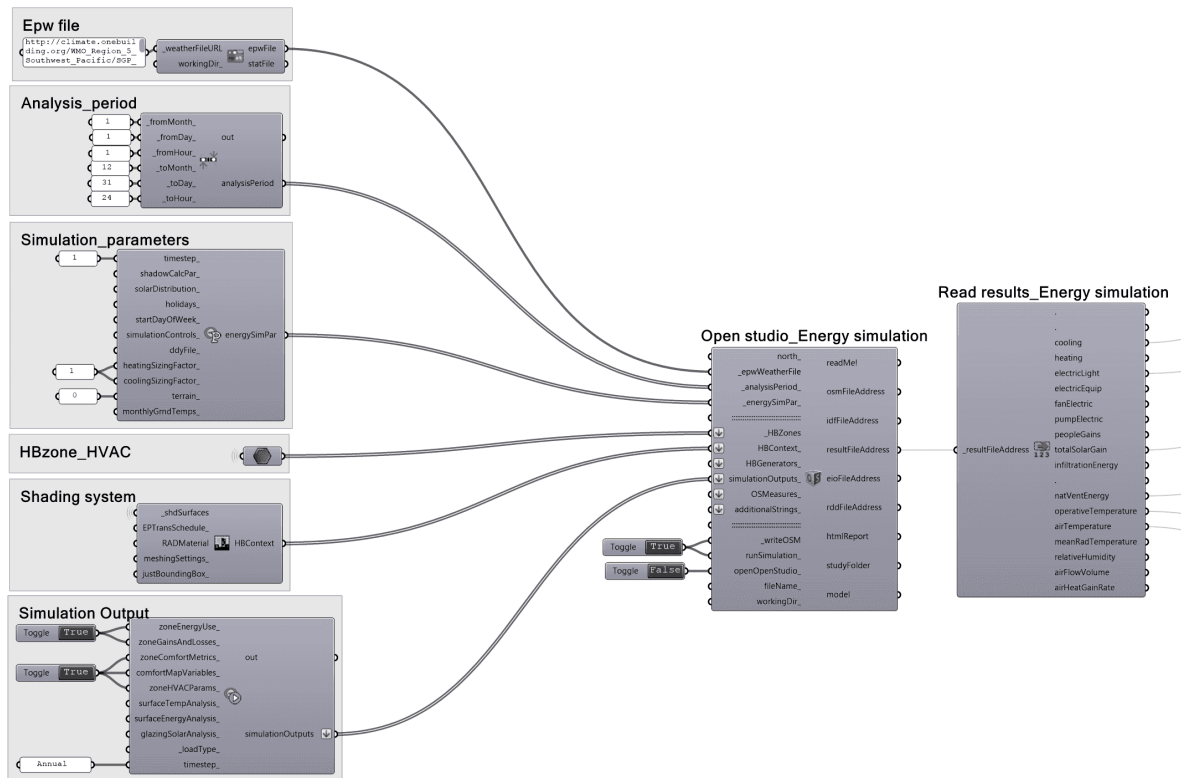 Epw file
http://climate.onebuil
ding.org/WMO_Region_5_
Southwest_Pacific/SGP_
_weatherFileURL
workingDir_
epwFile
statFile
Analysis_period
1
1
1
12
31
24
_fromMonth_
_fromDay_
_fromHour_
_toMonth_
_toDay_
_toHour_
out
analysisPeriod
Simulation_parameters
1
1
0
timestep_
shadowCalcPar_
solarDistribution_
holidays_
startDayOfWeek_
simulationControls_
ddyFile_
heatingSizingFactor_
coolingSizingFactor_
terrain_
monthlyGrndTemps_
energySimPar
HBzone_HVAC
Shading system
_shdSurfaces
EPTransSchedule_
RADMaterial
meshingSettings_
justBoundingBox_
HBContext
Simulation Output
Toggle True
Toggle True
Annual
zoneEnergyUse_
zoneGainsAndLosses_
zoneComfortMetrics_
comfortMapVariables_
zoneHVACParams_
surfaceTempAnalysis_
surfaceEnergyAnalysis_
glazingSolarAnalysis_
_loadType_
timestep_
out
simulationOutputs
Open studio_Energy simulation
Toggle True
Toggle False
north_
_epwWeatherFile
_analysisPeriod_
_energySimPar_
_HBZones
HBContext_
HBGenerators_
simulationOutputs_
OSMeasures_
additionalStrings_
_writeOSM
runSimulation_
openOpenStudio_
fileName_
workingDir_
readMe!
osmFileAddress
idfFileAddress
resultFileAddress
eioFileAddress
rddFileAddress
htmlReport
studyFolder
model
Read results_Energy simulation
_resultFileAddress
1 2 3
.
.
cooling
heating
electricLight
electricEquip
fanElectric
pumpElectric
peopleGains
totalSolarGain
infiltrationEnergy
.
natVentEnergy
operativeTemperature
airTemperature
meanRadTemperature
relativeHumidity
airFlowVolume
airHeatGainRate